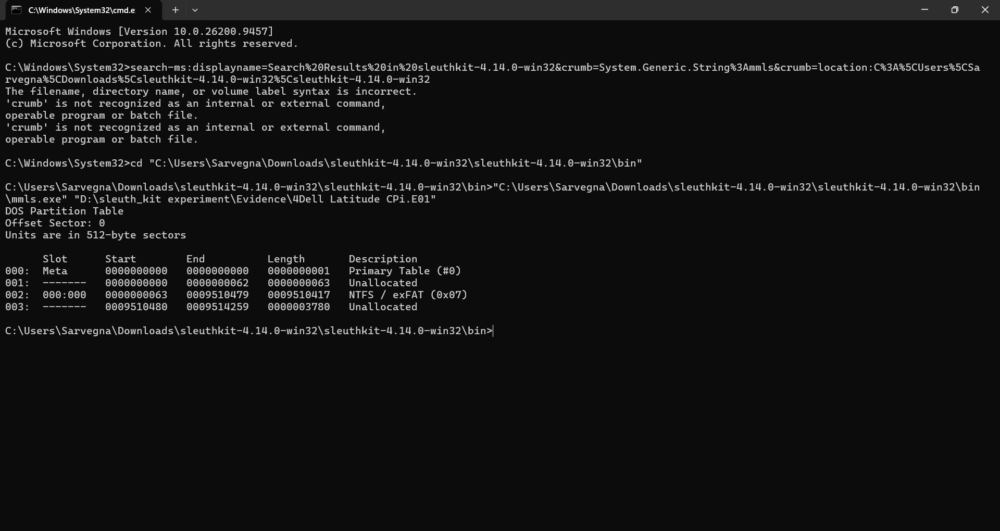 C:\Windows\System32\cmd.e
Microsoft Windows [Version 10.0.26200.9457]
(c) Microsoft Corporation. All rights reserved.
C:\Windows\System32>search-ms:displayname=Search%20Results%20in%20sleuthkit-4.14.0-win32&crumb=System.Generic.String%3Ammls&crumb=location:C%3A%5CUsers%5CSa
rvegna%5CDownloads%5Csleuthkit-4.14.0-win32%5Csleuthkit-4.14.0-win32
The filename, directory name, or volume label syntax is incorrect.
'crumb' is not recognized as an internal or external command,
operable program or batch file.
'crumb' is not recognized as an internal or external command,
operable program or batch file.
C:\Windows\System32>cd "C:\Users\Sarvegna\Downloads\sleuthkit-4.14.0-win32\sleuthkit-4.14.0-win32\bin"
C:\Users\Sarvegna\Downloads\sleuthkit-4.14.0-win32\sleuthkit-4.14.0-win32\bin>"C:\Users\Sarvegna\Downloads\sleuthkit-4.14.0-win32\sleuthkit-4.14.0-win32\bin
\mmls.exe" "D:\sleuth_kit experiment\Evidence\4Dell Latitude CPi.E01"
DOS Partition Table
Offset Sector: 0
Units are in 512-byte sectors
      Slot      Start        End          Length       Description
000:  Meta      0000000000   0000000000   0000000001   Primary Table (#0)
001:  -------   0000000000   0000000062   0000000063   Unallocated
002:  000:000   0000000063   0009510479   0009510417   NTFS / exFAT (0x07)
003:  -------   0009510480   0009514259   0000003780   Unallocated
C:\Users\Sarvegna\Downloads\sleuthkit-4.14.0-win32\sleuthkit-4.14.0-win32\bin>